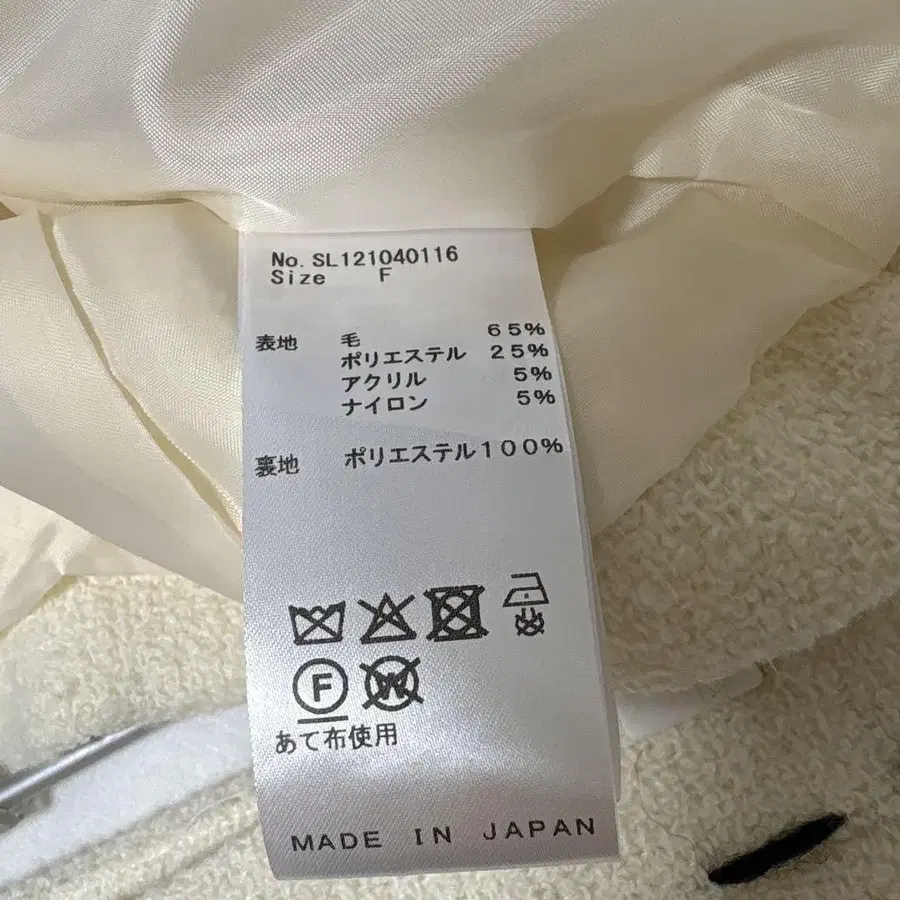 No. SL121040116
Size F
表地 毛 65%
ポリエステル 25%
アクリル 5%
ナイロン 5%
裏地 ポリエステル100%
F W
あて布使用
MADE IN JAPAN